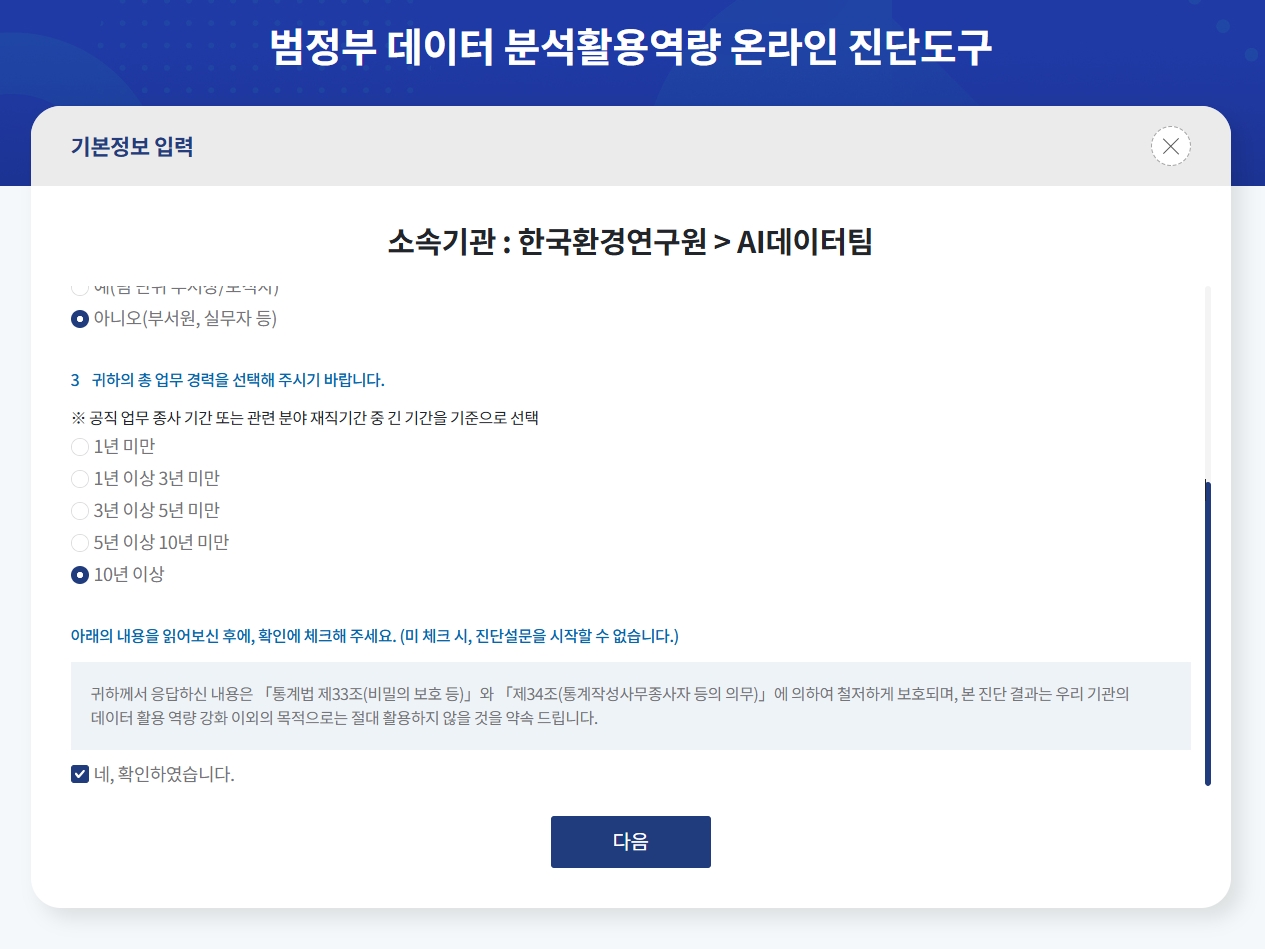 범정부 데이터 분석활용역량 온라인 진단도구
기본정보 입력
소속기관 : 한국환경연구원 > AI데이터팀
아니오(부서원, 실무자 등)
3 귀하의 총 업무 경력을 선택해 주시기 바랍니다.
※ 공직 업무 종사 기간 또는 관련 분야 재직기간 중 긴 기간을 기준으로 선택
1년 미만
1년 이상 3년 미만
3년 이상 5년 미만
5년 이상 10년 미만
10년 이상
아래의 내용을 읽어보신 후에, 확인에 체크해 주세요. (미 체크 시, 진단설문을 시작할 수 없습니다.)
귀하께서 응답하신 내용은 「통계법 제33조(비밀의 보호 등)」와 「제34조(통계작성사무종사자 등의 의무)」에 의하여 철저하게 보호되며, 본 진단 결과는 우리 기관의
데이터 활용 역량 강화 이외의 목적으로는 절대 활용하지 않을 것을 약속 드립니다.
네, 확인하였습니다.
다음